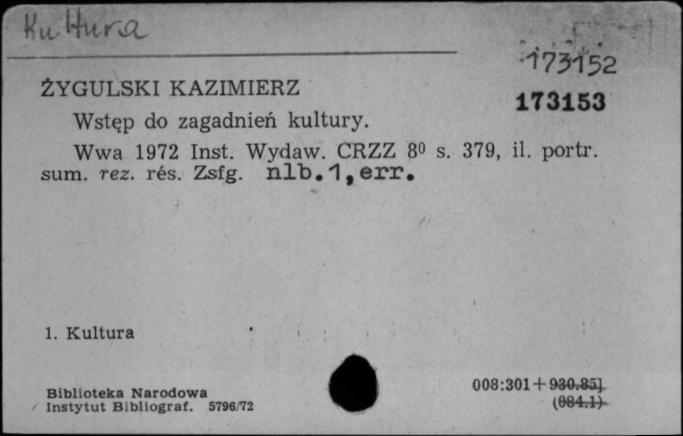 Kultura
173152
ŻYGULSKI KAZIMIERZ
173153
Wstęp do zagadnień kultury.
Wwa 1972 Inst. Wydaw. CRZZ 8⁰ s. 379, il. portr.
sum. rez. rés. Zsfg. nlb.1,err.
1. Kultura
Biblioteka Narodowa
Instytut Bibliograf. 5796/72
008:301+930.85]
(084.1)